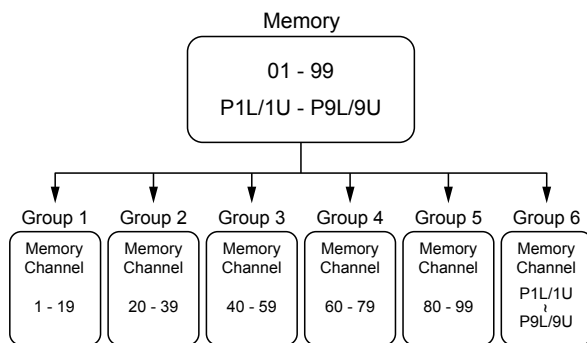 Memory
01 - 99
P1L/1U - P9L/9U
Group 1
Memory
Channel
1 - 19
Group 2
Memory
Channel
20 - 39
Group 3
Memory
Channel
40 - 59
Group 4
Memory
Channel
60 - 79
Group 5
Memory
Channel
80 - 99
Group 6
Memory
Channel
P1L/1U
~
P9L/9U